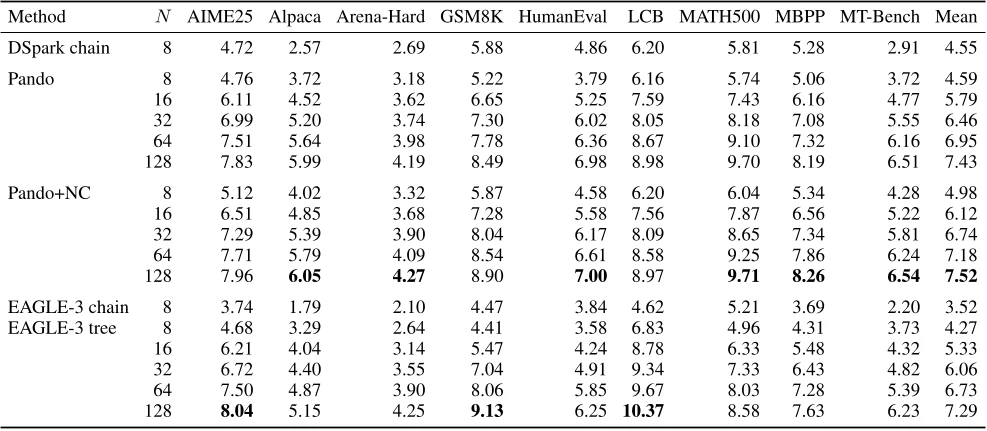 Method N AIME25 Alpaca Arena-Hard GSM8K HumanEval LCB MATH500 MBPP MT-Bench Mean
DSpark chain 8 4.72 2.57 2.69 5.88 4.86 6.20 5.81 5.28 2.91 4.55
Pando 8 4.76 3.72 3.18 5.22 3.79 6.16 5.74 5.06 3.72 4.59
16 6.11 4.52 3.62 6.65 5.25 7.59 7.43 6.16 4.77 5.79
32 6.99 5.20 3.74 7.30 6.02 8.05 8.18 7.08 5.55 6.46
64 7.51 5.64 3.98 7.78 6.36 8.67 9.10 7.32 6.16 6.95
128 7.83 5.99 4.19 8.49 6.98 8.98 9.70 8.19 6.51 7.43
Pando+NC 8 5.12 4.02 3.32 5.87 4.58 6.20 6.04 5.34 4.28 4.98
16 6.51 4.85 3.68 7.28 5.58 7.56 7.87 6.56 5.22 6.12
32 7.29 5.39 3.90 8.04 6.17 8.09 8.65 7.34 5.81 6.74
64 7.71 5.79 4.09 8.54 6.61 8.58 9.25 7.86 6.24 7.18
128 7.96 6.05 4.27 8.90 7.00 8.97 9.71 8.26 6.54 7.52
EAGLE-3 chain 8 3.74 1.79 2.10 4.47 3.84 4.62 5.21 3.69 2.20 3.52
EAGLE-3 tree 8 4.68 3.29 2.64 4.41 3.58 6.83 4.96 4.31 3.73 4.27
16 6.21 4.04 3.14 5.47 4.24 8.78 6.33 5.48 4.32 5.33
32 6.72 4.40 3.55 7.04 4.91 9.34 7.33 6.43 4.82 6.06
64 7.50 4.87 3.90 8.06 5.85 9.67 8.03 7.28 5.39 6.73
128 8.04 5.15 4.25 9.13 6.25 10.37 8.58 7.63 6.23 7.29